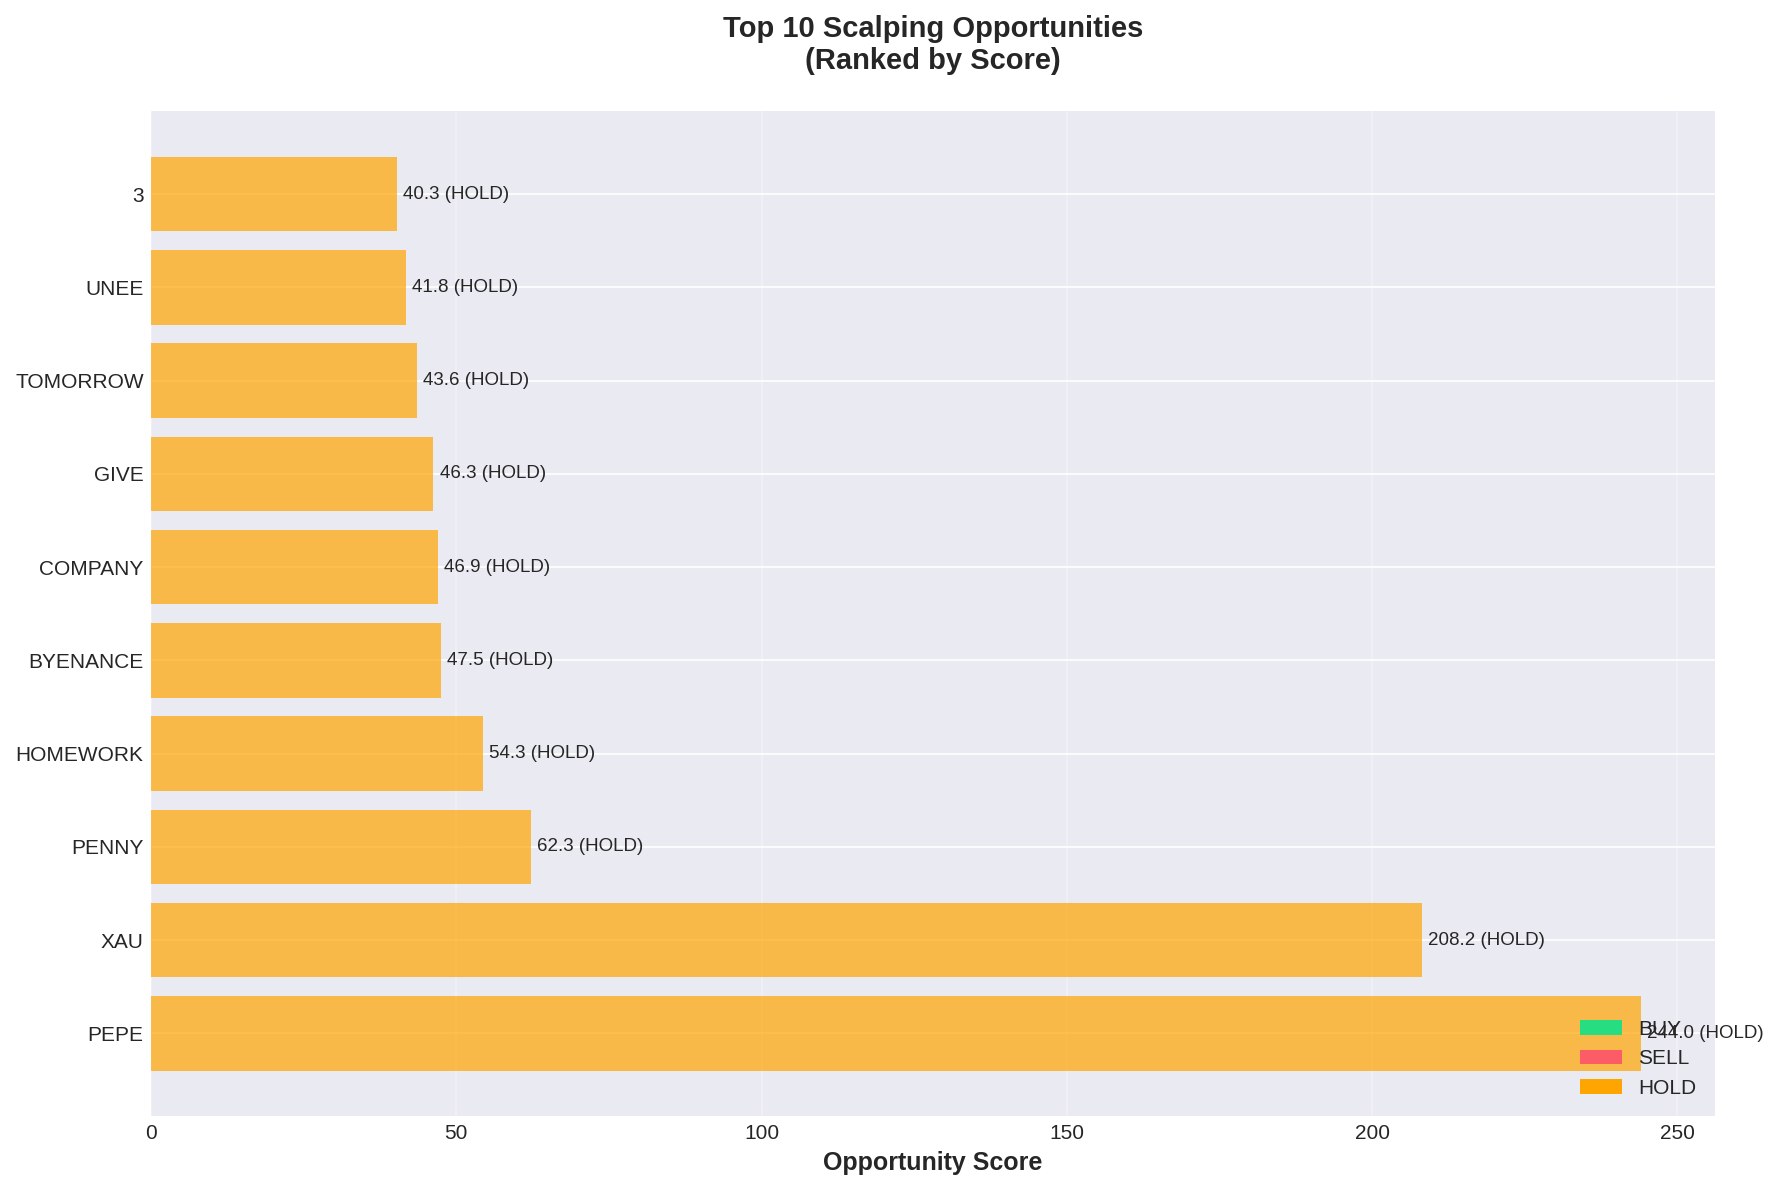 Top 10 Scalping Opportunities
(Ranked by Score)
3
40.3 (HOLD)
UNEE
41.8 (HOLD)
TOMORROW
43.6 (HOLD)
GIVE
46.3 (HOLD)
COMPANY
46.9 (HOLD)
BYENANCE
47.5 (HOLD)
HOMEWORK
54.3 (HOLD)
PENNY
62.3 (HOLD)
XAU
208.2 (HOLD)
PEPE
244.0 (HOLD)
BUY
SELL
HOLD
0 50 100 150 200 250
Opportunity Score